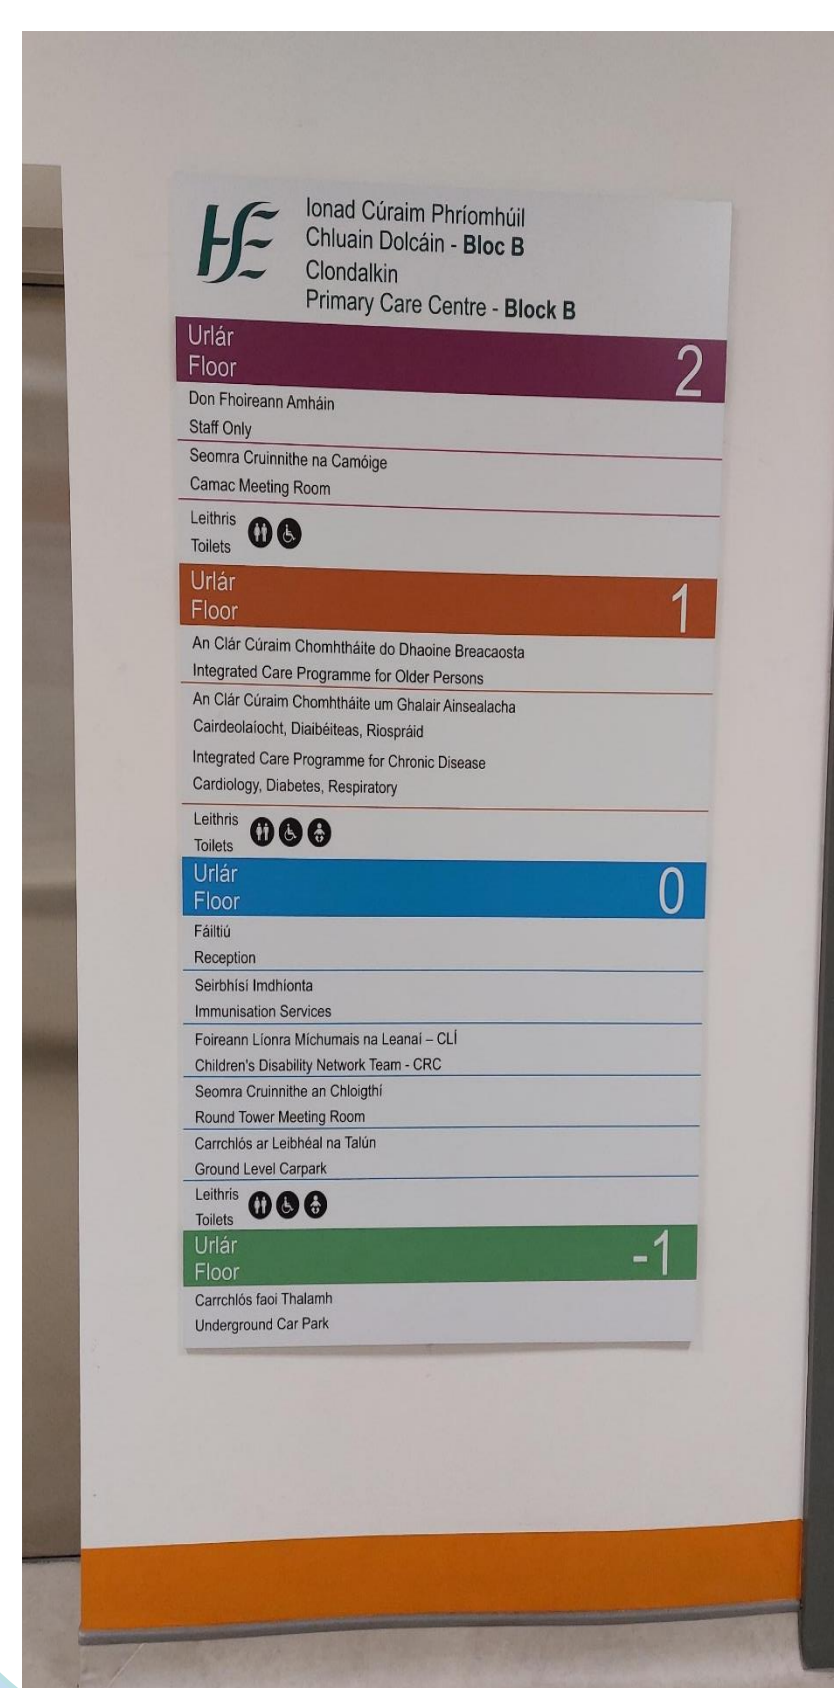 HSE
Ionad Cúraim Phríomhúil
Chluain Dolcáin - Bloc B
Clondalkin
Primary Care Centre - Block B
Urlár
Floor
2
Don Fhoireann Amháin
Staff Only
Seomra Cruinnithe na Camóige
Camac Meeting Room
Leithris
Toilets
Urlár
Floor
1
An Clár Cúraim Chomhtháite do Dhaoine Breacaosta
Integrated Care Programme for Older Persons
An Clár Cúraim Chomhtháite um Ghalair Ainsealacha
Cairdeolaíocht, Diaibéiteas, Riospráid
Integrated Care Programme for Chronic Disease
Cardiology, Diabetes, Respiratory
Leithris
Toilets
Urlár
Floor
0
Fáiltiú
Reception
Seirbhísí Imdhíonta
Immunisation Services
Foireann Líonra Míchumais na Leanaí – CLÍ
Children's Disability Network Team - CRC
Seomra Cruinnithe an Chloigthí
Round Tower Meeting Room
Carrchlós ar Leibhéal na Talún
Ground Level Carpark
Leithris
Toilets
Urlár
Floor
-1
Carrchlós faoi Thalamh
Underground Car Park